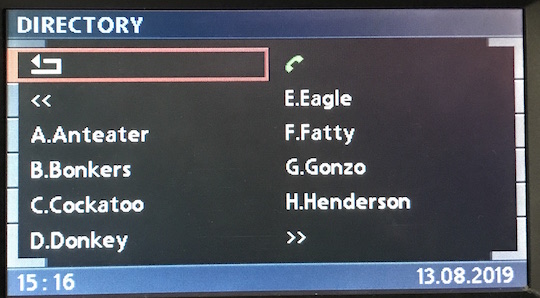 DIRECTORY
<<
A.Anteater
B.Bonkers
C.Cockatoo
D.Donkey
E.Eagle
F.Fatty
G.Gonzo
H.Henderson
>>
15:16
13.08.2019